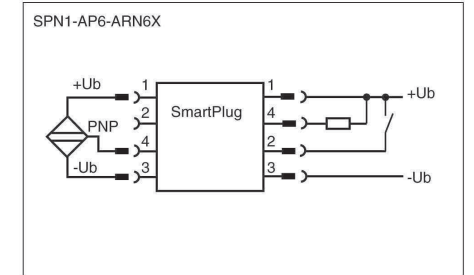 SPN1-AP6-ARN6X
+Ub 1 1 +Ub
2 SmartPlug 4
PNP 4 2
-Ub 3 3 -Ub